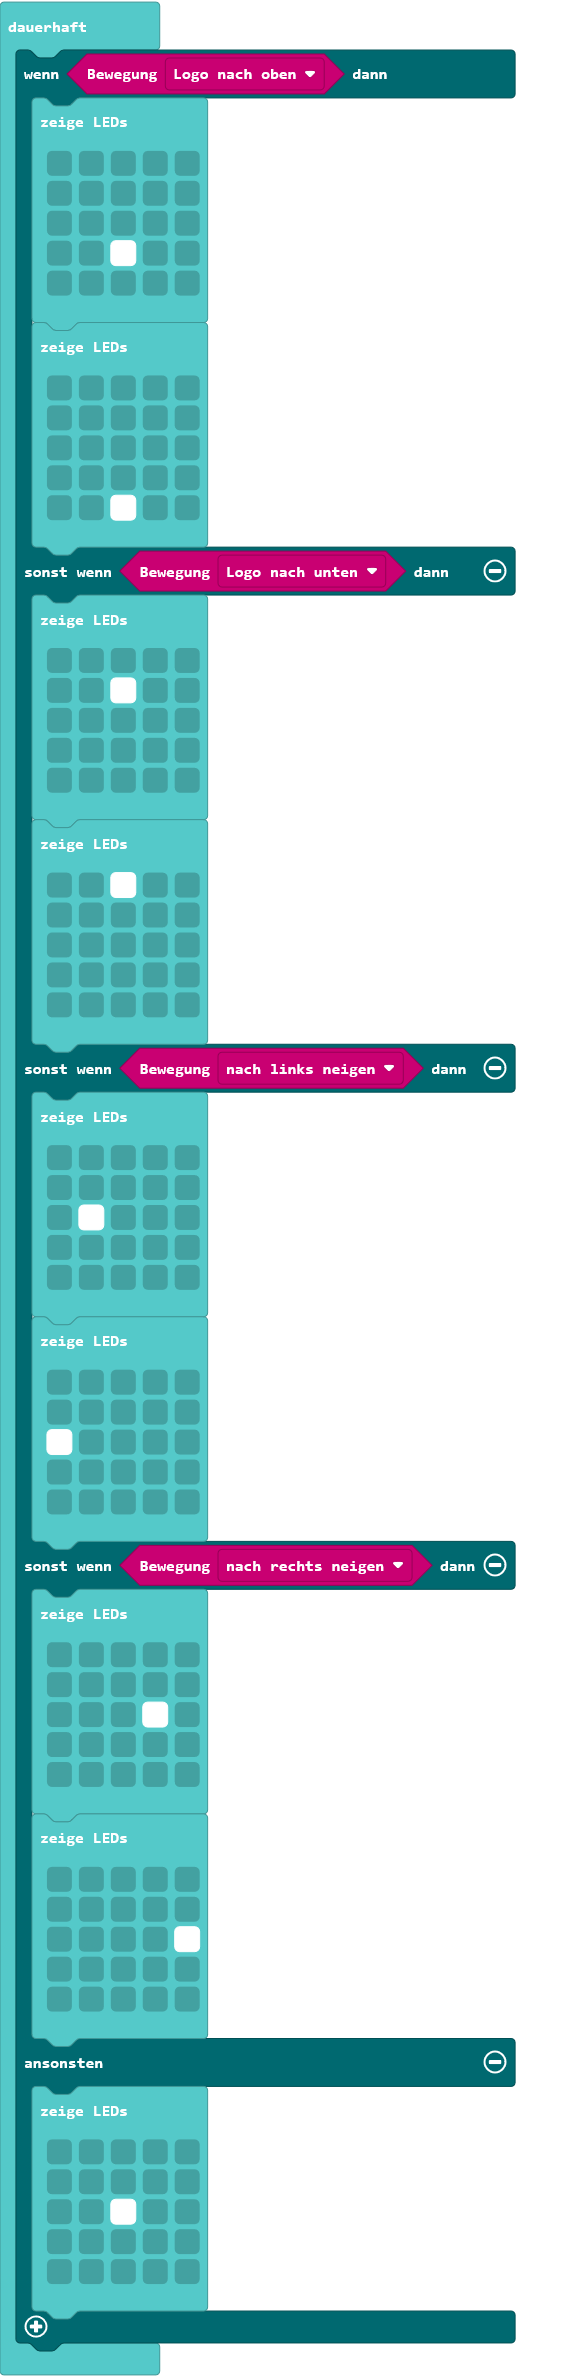 dauerhaft
wenn Bewegung Logo nach oben dann
zeige LEDs
zeige LEDs
sonst wenn Bewegung Logo nach unten dann
zeige LEDs
zeige LEDs
sonst wenn Bewegung nach links neigen dann
zeige LEDs
zeige LEDs
sonst wenn Bewegung nach rechts neigen dann
zeige LEDs
zeige LEDs
ansonsten
zeige LEDs